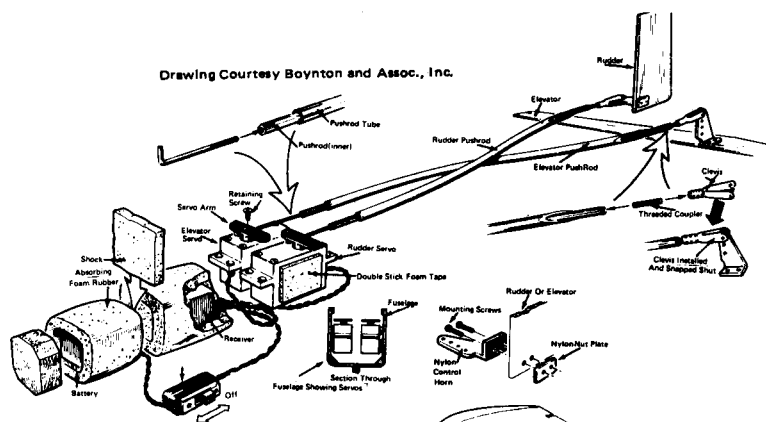 Drawing Courtesy Boynton and Assoc., Inc.
Rudder
Elevator
Pushrod Tube
Pushrod(inner)
Rudder Pushrod
Elevator PushRod
Clevis
Threaded Coupler
Clevis Installed
And Snapped Shut
Retaining
Screw
Servo Arm
Elevator
Servo
Rudder Servo
Double Stick Foam Tape
Shock
Absorbing
Foam Rubber
Receiver
Battery
Off
Fuselage
Section Through
Fuselage Showing Servos
Rudder Or Elevator
Mounting Screws
Nylon
Control
Horn
Nylon Nut Plate